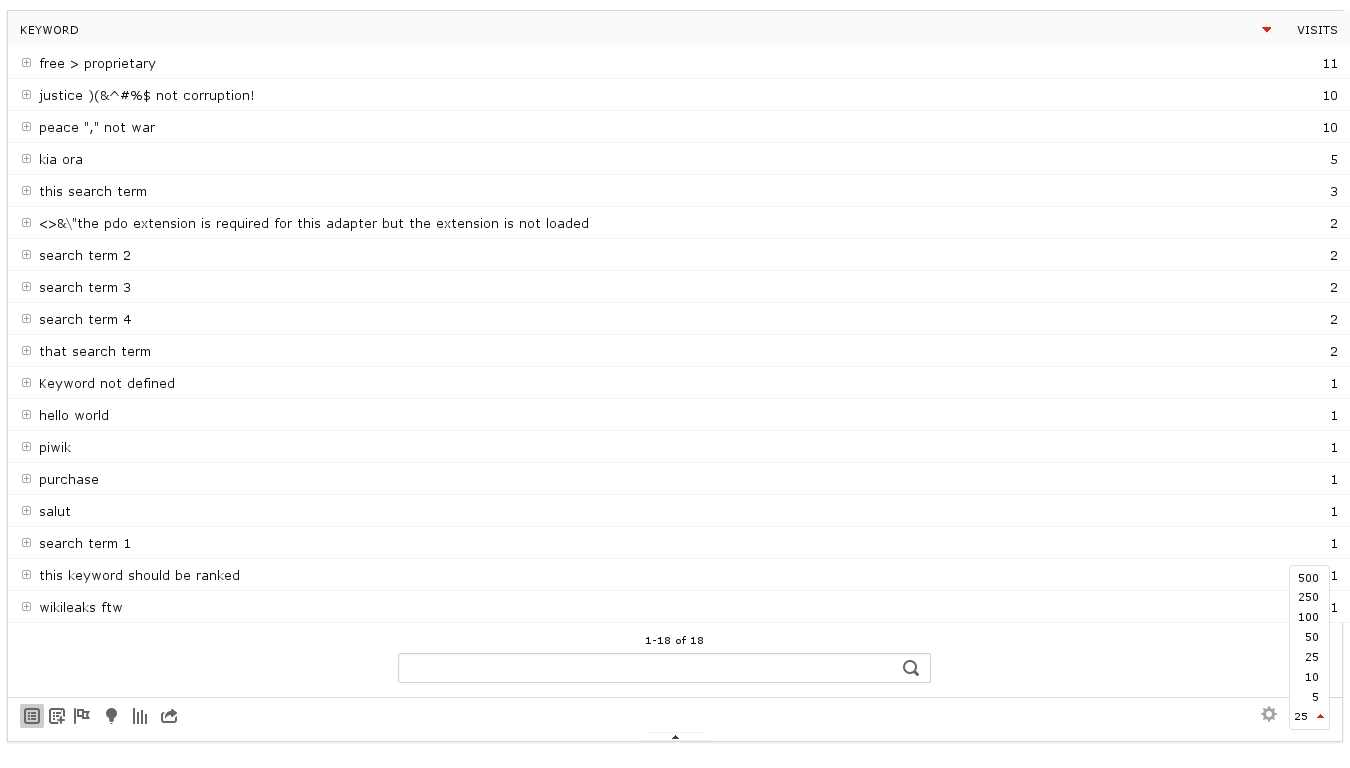 KEYWORD VISITS
free > proprietary 11
justice )(&^#%$ not corruption! 10
peace "," not war 10
kia ora 5
this search term 3
<>&\"the pdo extension is required for this adapter but the extension is not loaded 2
search term 2 2
search term 3 2
search term 4 2
that search term 2
Keyword not defined 1
hello world 1
piwik 1
purchase 1
salut 1
search term 1 1
this keyword should be ranked 1
wikileaks ftw 1
1-18 of 18
500
250
100
50
25
10
5
25